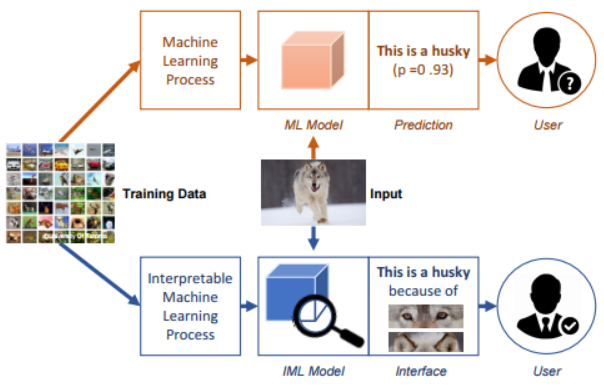 Machine
Learning
Process
This is a husky
(p =0 .93)
?
ML Model
Prediction
User
Training Data
Input
Interpretable
Machine
Learning
Process
This is a husky
because of
IML Model
Interface
User